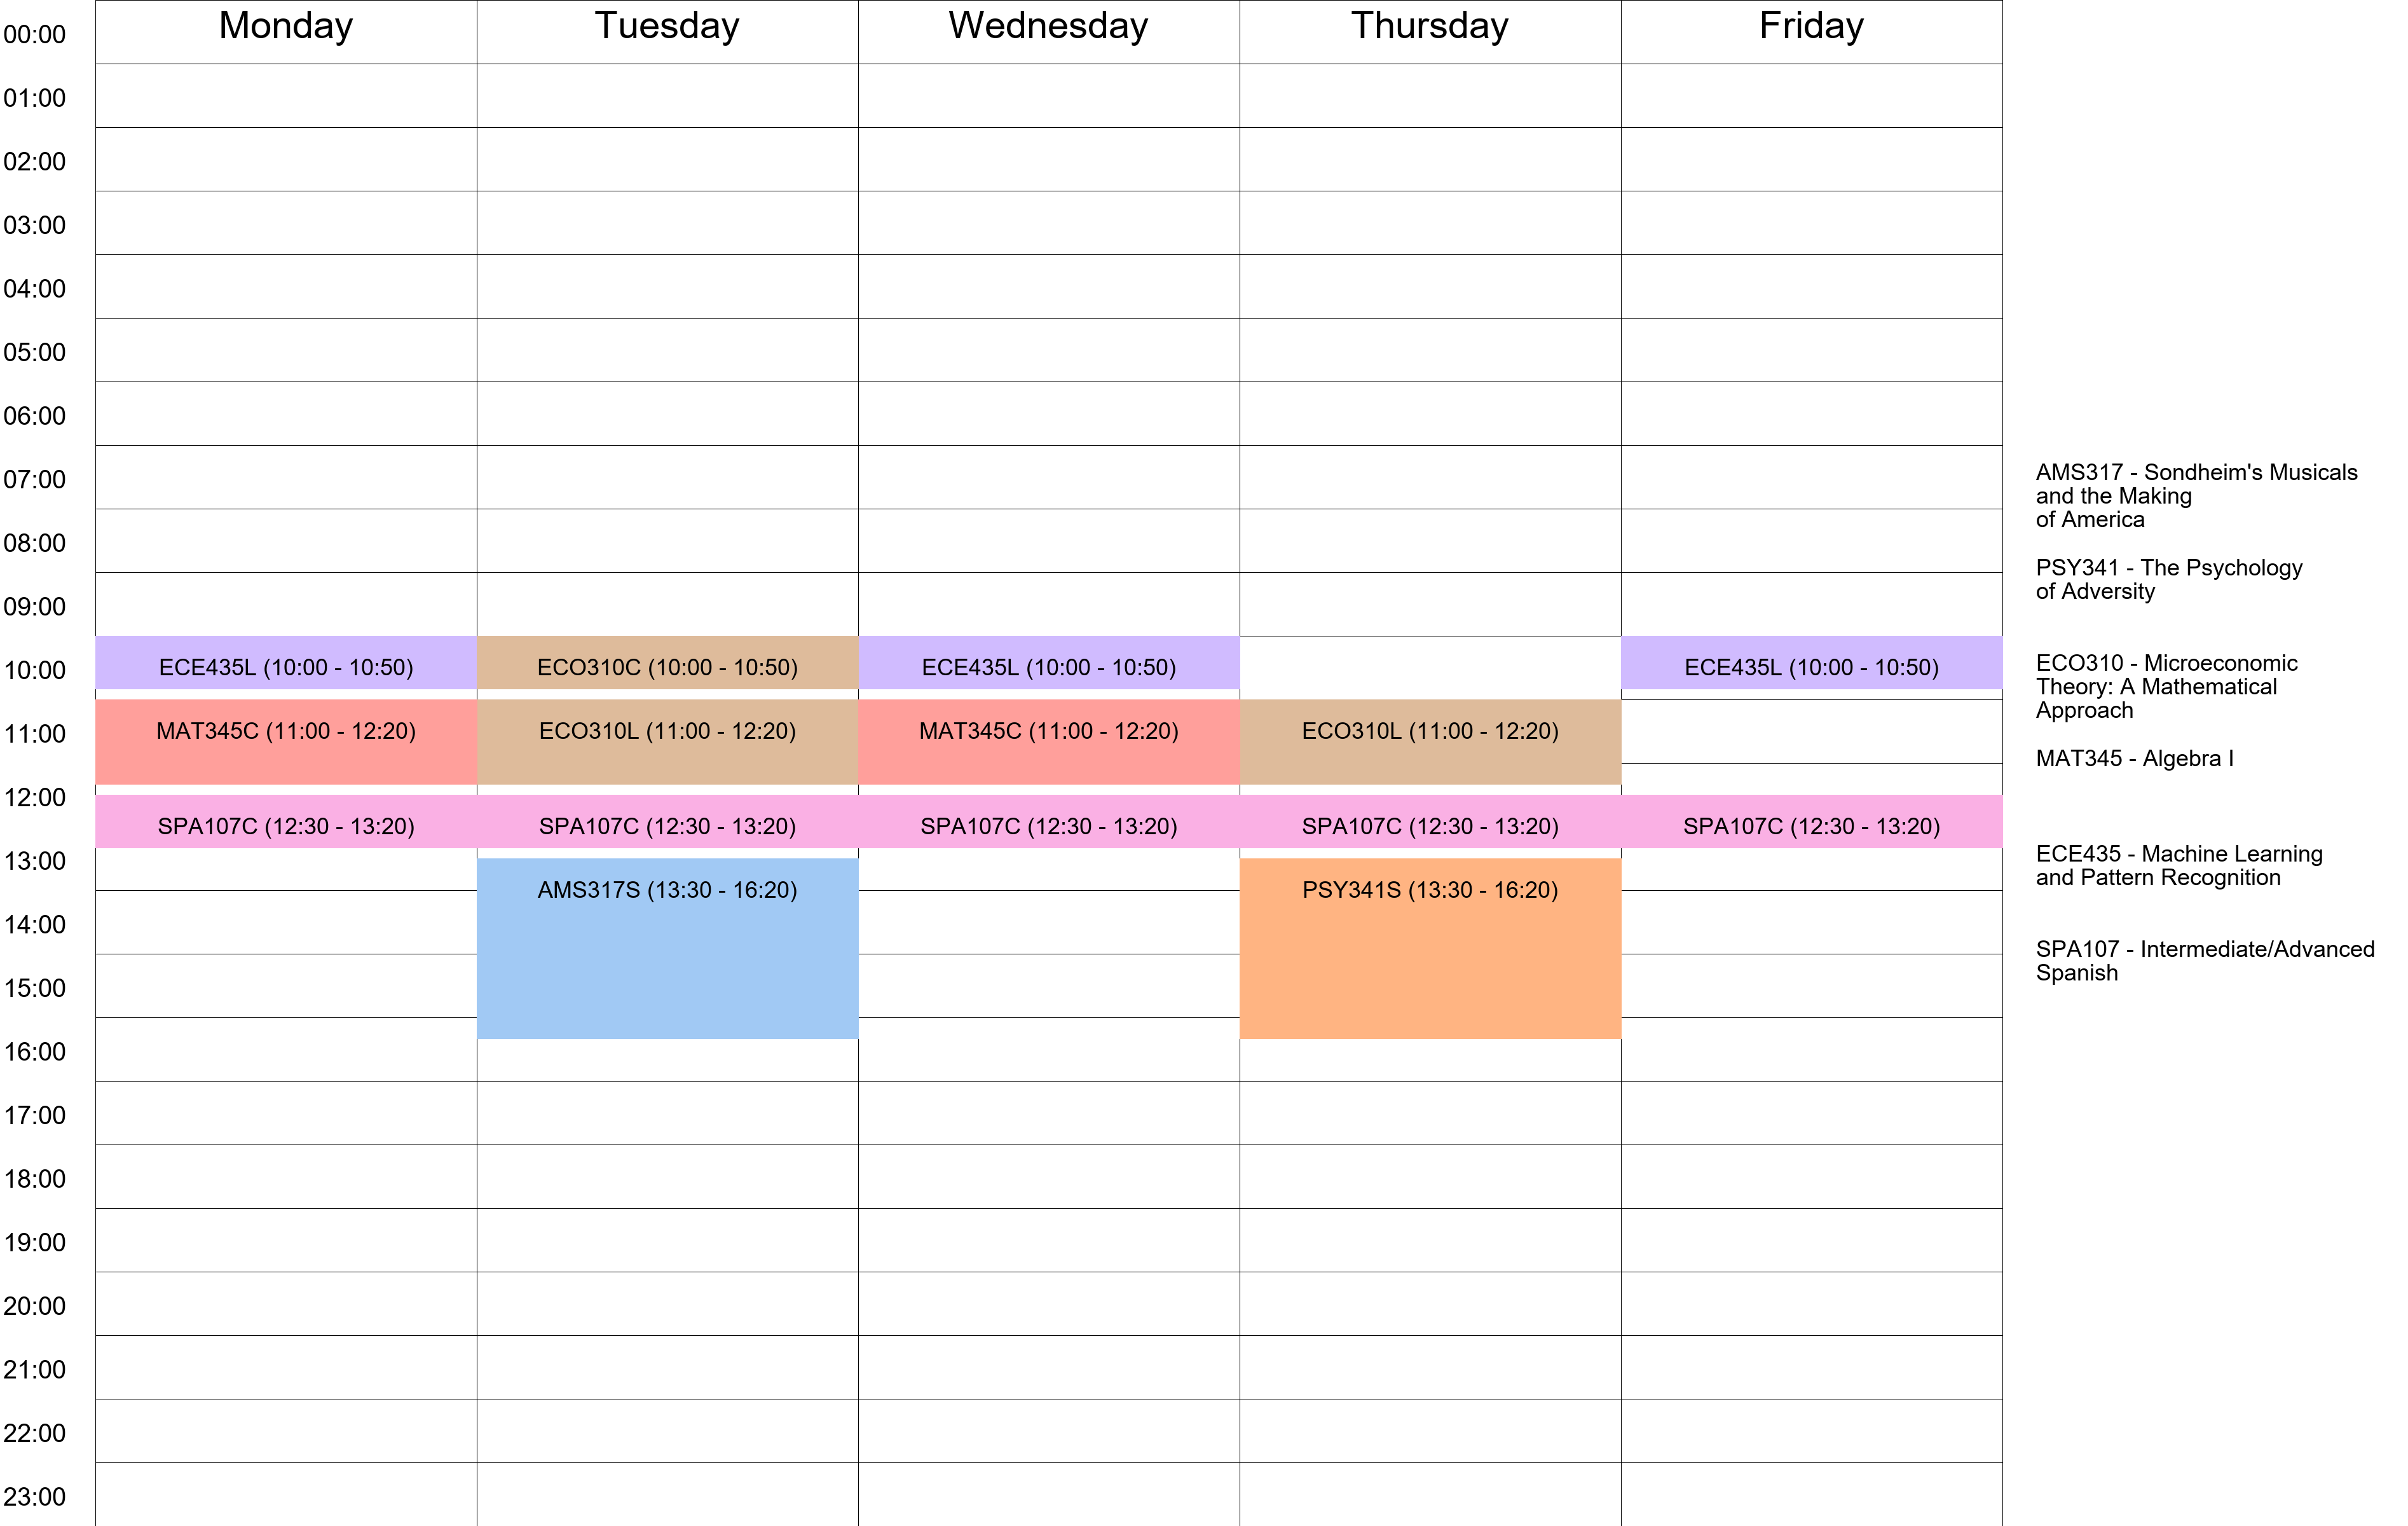 Monday Tuesday Wednesday Thursday Friday
00:00
01:00
02:00
03:00
04:00
05:00
06:00
07:00
08:00
09:00
10:00 ECE435L (10:00 - 10:50) ECO310C (10:00 - 10:50) ECE435L (10:00 - 10:50) ECE435L (10:00 - 10:50)
11:00 MAT345C (11:00 - 12:20) ECO310L (11:00 - 12:20) MAT345C (11:00 - 12:20) ECO310L (11:00 - 12:20)
12:00
SPA107C (12:30 - 13:20) SPA107C (12:30 - 13:20) SPA107C (12:30 - 13:20) SPA107C (12:30 - 13:20) SPA107C (12:30 - 13:20)
13:00
AMS317S (13:30 - 16:20) PSY341S (13:30 - 16:20)
14:00
15:00
16:00
17:00
18:00
19:00
20:00
21:00
22:00
23:00
AMS317 - Sondheim's Musicals
and the Making
of America
PSY341 - The Psychology
of Adversity
ECO310 - Microeconomic
Theory: A Mathematical
Approach
MAT345 - Algebra I
ECE435 - Machine Learning
and Pattern Recognition
SPA107 - Intermediate/Advanced
Spanish